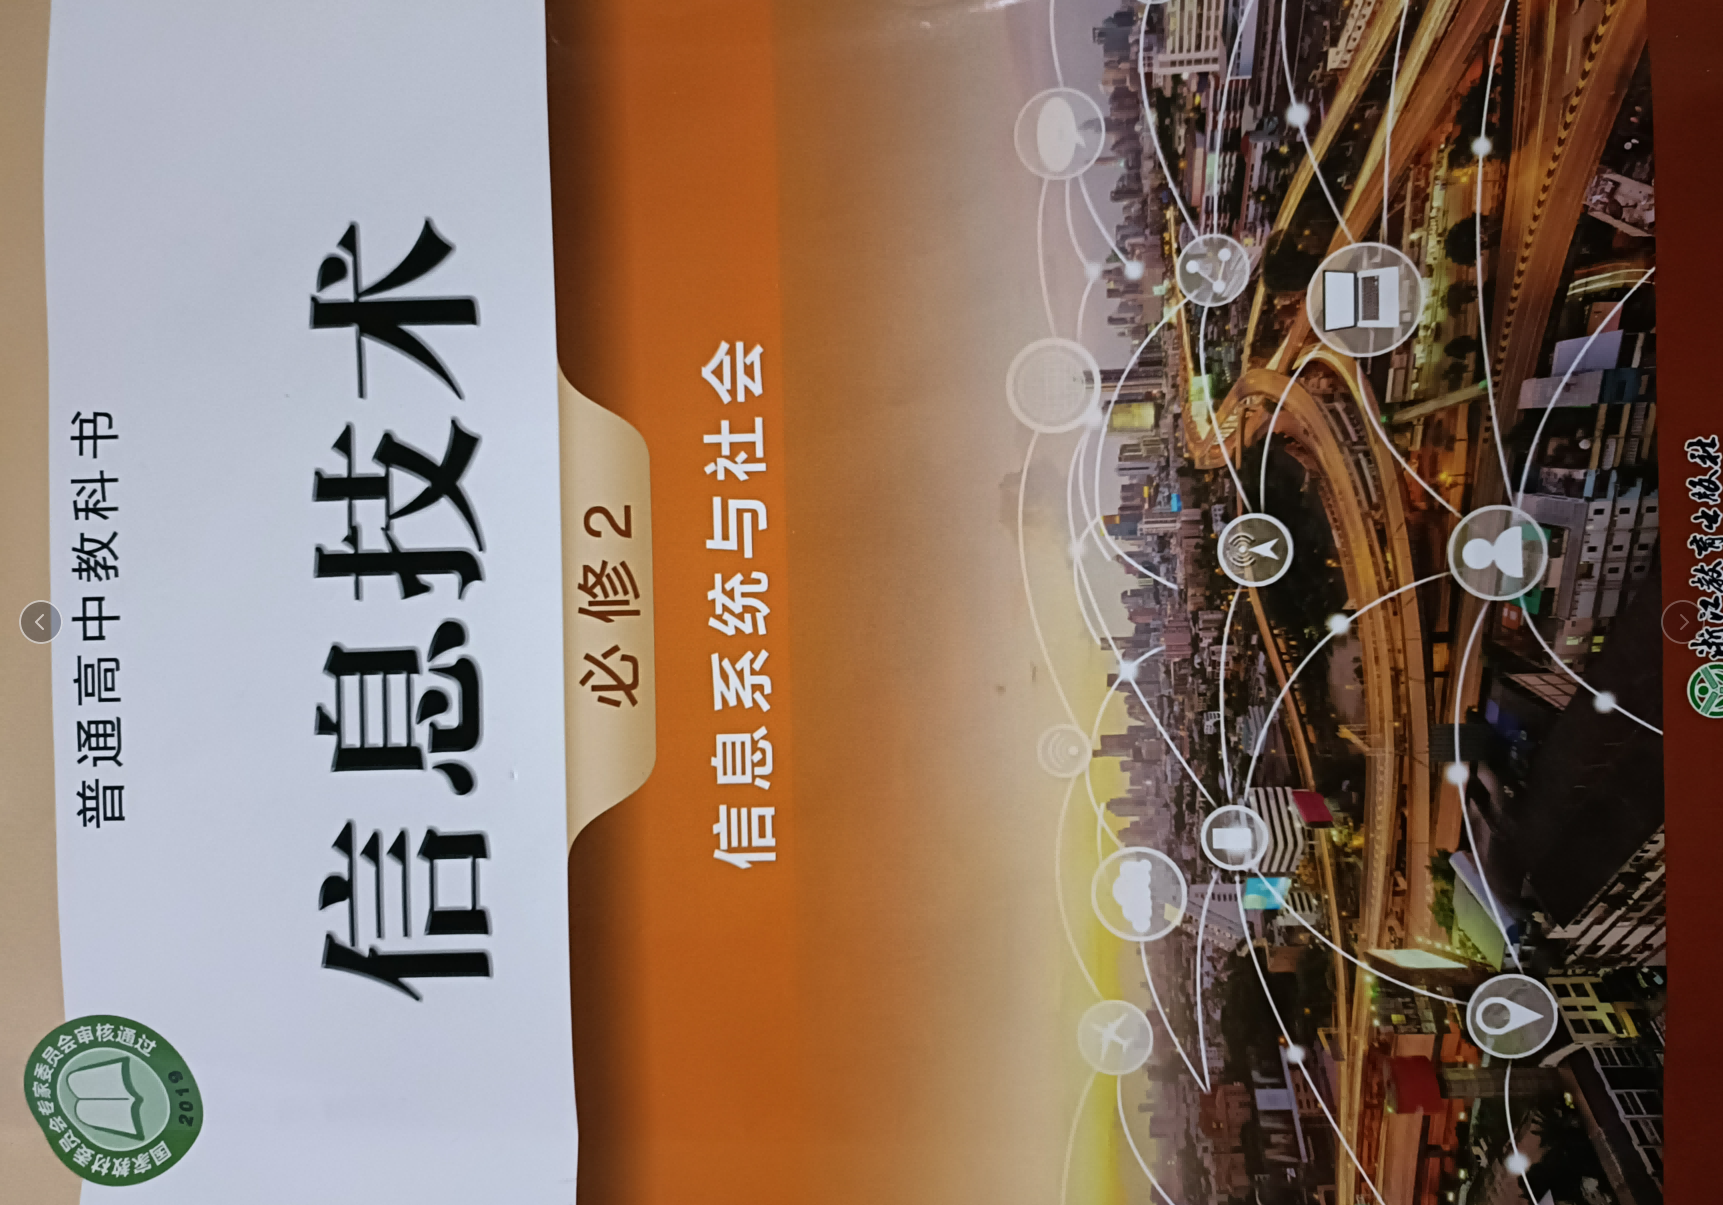 国家教材委员会专家委员会审核通过
2019
普通高中教科书
信息技术
必修2
信息系统与社会
浙江教育出版社